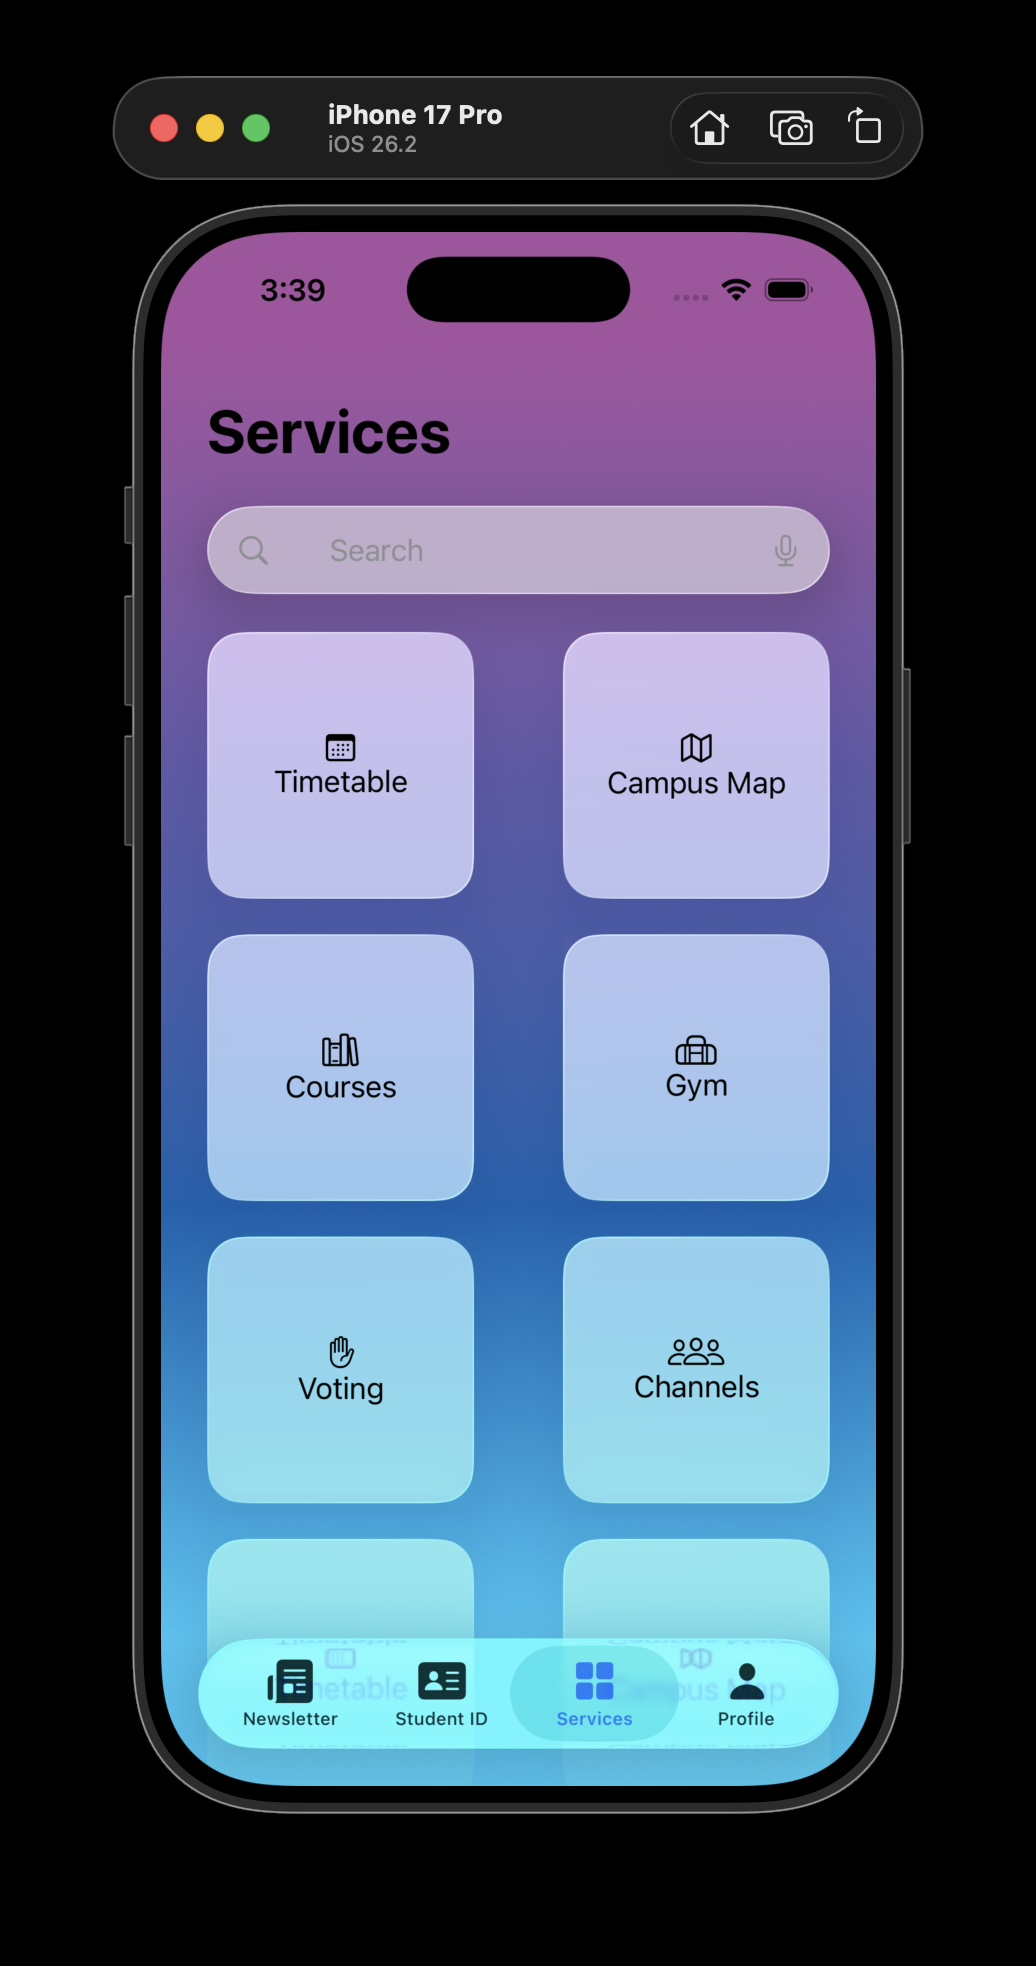 iPhone 17 Pro
iOS 26.2
3:39
Services
Search
Timetable
Campus Map
Courses
Gym
Voting
Channels
Newsletter
Student ID
Services
Profile